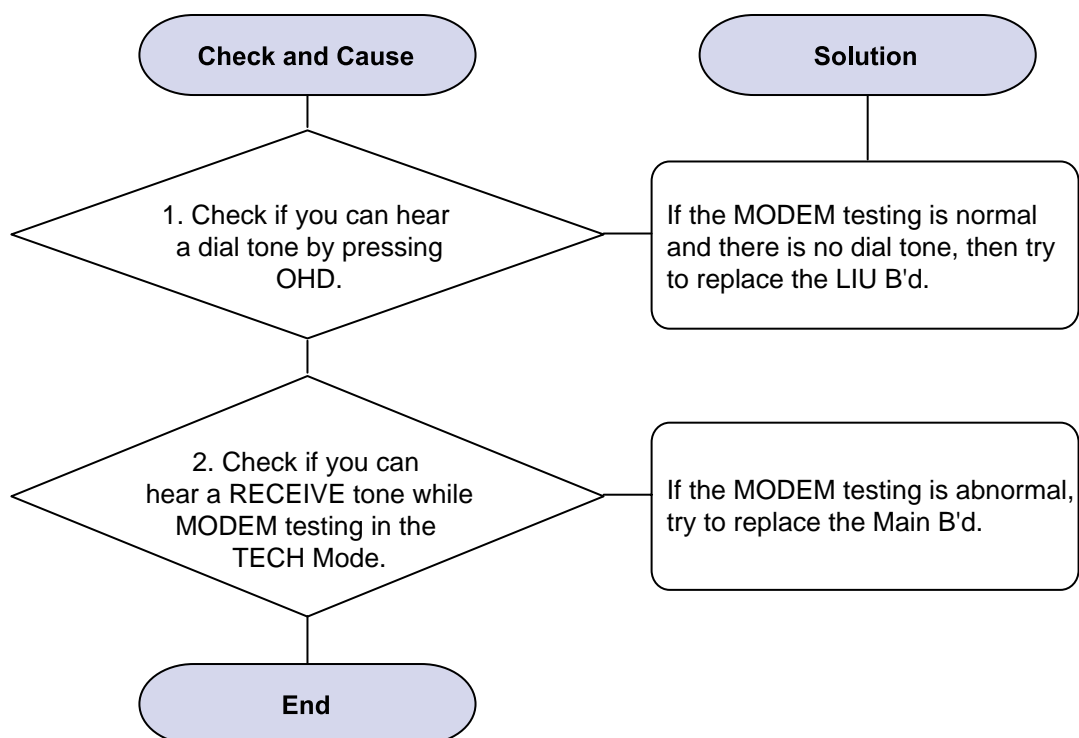 Check and Cause
Solution
1. Check if you can hear
a dial tone by pressing
OHD.
If the MODEM testing is normal
and there is no dial tone, then try
to replace the LIU B'd.
2. Check if you can
hear a RECEIVE tone while
MODEM testing in the
TECH Mode.
If the MODEM testing is abnormal,
try to replace the Main B'd.
End